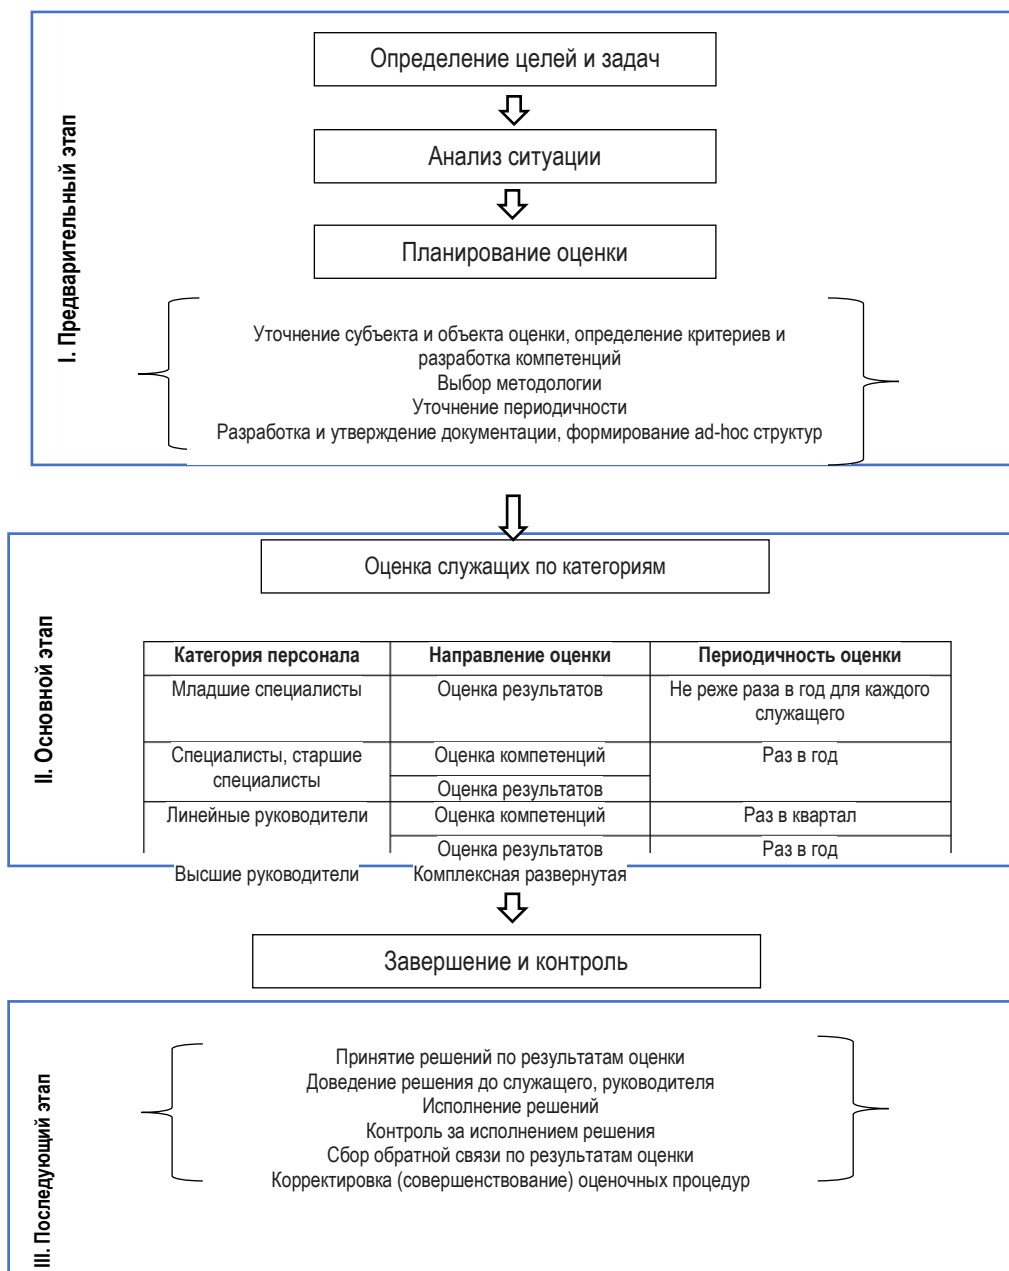 I. Предварительный этап
Определение целей и задач
Анализ ситуации
Планирование оценки
Уточнение субъекта и объекта оценки, определение критериев и
разработка компетенций
Выбор методологии
Уточнение периодичности
Разработка и утверждение документации, формирование ad-hoc структур
II. Основной этап
Оценка служащих по категориям
Категория персонала Направление оценки Периодичность оценки
Младшие специалисты Оценка результатов Не реже раза в год для каждого
служащего
Специалисты, старшие Оценка компетенций Раз в год
специалисты
Оценка результатов
Линейные руководители Оценка компетенций Раз в квартал
Оценка результатов Раз в год
Высшие руководители Комплексная развернутая
Завершение и контроль
III. Последующий этап
Принятие решений по результатам оценки
Доведение решения до служащего, руководителя
Исполнение решений
Контроль за исполнением решения
Сбор обратной связи по результатам оценки
Корректировка (совершенствование) оценочных процедур